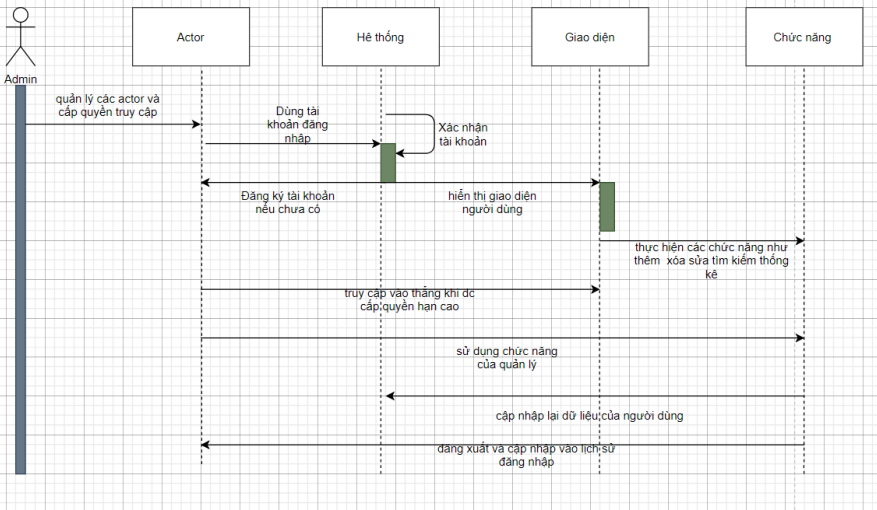 Actor
Hê thống
Giao diện
Chức năng
Admin
quản lý các actor và
cấp quyền truy cập
Dùng tài
khoản đăng
nhập
Xác nhận
tài khoản
Đăng ký tài khoản
nếu chưa có
hiển thị giao diện
người dùng
thực hiện các chức năng như
thêm xóa sửa tìm kiếm thống
kê
truy cập vào thẳng khi dc
cấp quyền hạn cao
sử dụng chức năng
của quản lý
cập nhập lại dữ liệu của người dùng
đăng xuất và cập nhập vào lịch sử
đăng nhập